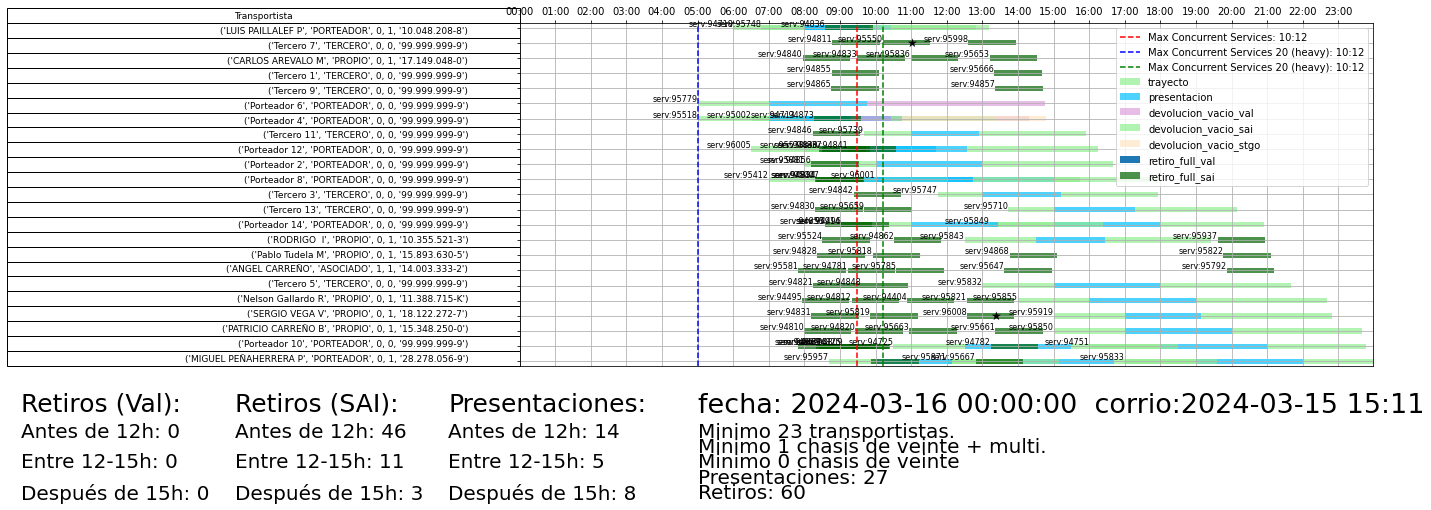 Transportista
00:00 01:00 02:00 03:00 04:00 05:00 06:00 07:00 08:00 09:00 10:00 11:00 12:00 13:00 14:00 15:00 16:00 17:00 18:00 19:00 20:00 21:00 22:00 23:00
('LUIS PAILLALEF P', 'PORTEADOR', 0, 1, '10.048.208-8') serv:95748 serv:94836
('Tercero 7', 'TERCERO', 0, 0, '99.999.999-9') serv:94811 serv:95550 serv:95998
('CARLOS AREVALO M', 'PROPIO', 0, 1, '17.149.048-0') serv:94840 serv:94833 serv:95836 serv:95653
('Tercero 1', 'TERCERO', 0, 0, '99.999.999-9') serv:94855 serv:95666
('Tercero 9', 'TERCERO', 0, 0, '99.999.999-9') serv:94865 serv:94857
('Porteador 6', 'PORTEADOR', 0, 0, '99.999.999-9') serv:95779
('Porteador 4', 'PORTEADOR', 0, 0, '99.999.999-9') serv:95518 serv:95002 serv:94873
('Tercero 11', 'TERCERO', 0, 0, '99.999.999-9') serv:94846 serv:95739
('Porteador 12', 'PORTEADOR', 0, 0, '99.999.999-9') serv:96005 serv:94841
('Porteador 2', 'PORTEADOR', 0, 0, '99.999.999-9')
('Porteador 8', 'PORTEADOR', 0, 0, '99.999.999-9') serv:95412 serv:96001
('Tercero 3', 'TERCERO', 0, 0, '99.999.999-9') serv:94842 serv:95747
('Tercero 13', 'TERCERO', 0, 0, '99.999.999-9') serv:94830 serv:95659 serv:95710
('Porteador 14', 'PORTEADOR', 0, 0, '99.999.999-9') serv:95849
('RODRIGO  I', 'PROPIO', 0, 1, '10.355.521-3') serv:95524 serv:94862 serv:95843 serv:95937
('Pablo Tudela M', 'PROPIO', 0, 1, '15.893.630-5') serv:94828 serv:95818 serv:94868 serv:95822
('ANGEL CARREÑO', 'ASOCIADO', 1, 1, '14.003.333-2') serv:95581 serv:94781 serv:95785 serv:95647 serv:95792
('Tercero 5', 'TERCERO', 0, 0, '99.999.999-9') serv:94821 serv:94848 serv:95832
('Nelson Gallardo R', 'PROPIO', 0, 1, '11.388.715-K') serv:94495 serv:94812 serv:94404 serv:95821 serv:95855
('SERGIO VEGA V', 'PROPIO', 0, 1, '18.122.272-7') serv:94831 serv:95819 serv:96008 serv:95919
('PATRICIO CARREÑO B', 'PROPIO', 0, 1, '15.348.250-0') serv:94810 serv:94820 serv:95663 serv:95661 serv:95850
('Porteador 10', 'PORTEADOR', 0, 0, '99.999.999-9') serv:94725 serv:94782 serv:94751
('MIGUEL PEÑAHERRERA P', 'PORTEADOR', 0, 1, '28.278.056-9') serv:95957 serv:95667 serv:95833
Max Concurrent Services: 10:12
Max Concurrent Services 20 (heavy): 10:12
Max Concurrent Services 20 (heavy): 10:12
trayecto
presentacion
devolucion_vacio_val
devolucion_vacio_sai
devolucion_vacio_stgo
retiro_full_val
retiro_full_sai
Retiros (Val):
Antes de 12h: 0
Entre 12-15h: 0
Después de 15h: 0
Retiros (SAI):
Antes de 12h: 46
Entre 12-15h: 11
Después de 15h: 3
Presentaciones:
Antes de 12h: 14
Entre 12-15h: 5
Después de 15h: 8
fecha: 2024-03-16 00:00:00  corrio:2024-03-15 15:11
Minimo 23 transportistas.
Minimo 1 chasis de veinte + multi.
Minimo 0 chasis de veinte
Presentaciones: 27
Retiros: 60